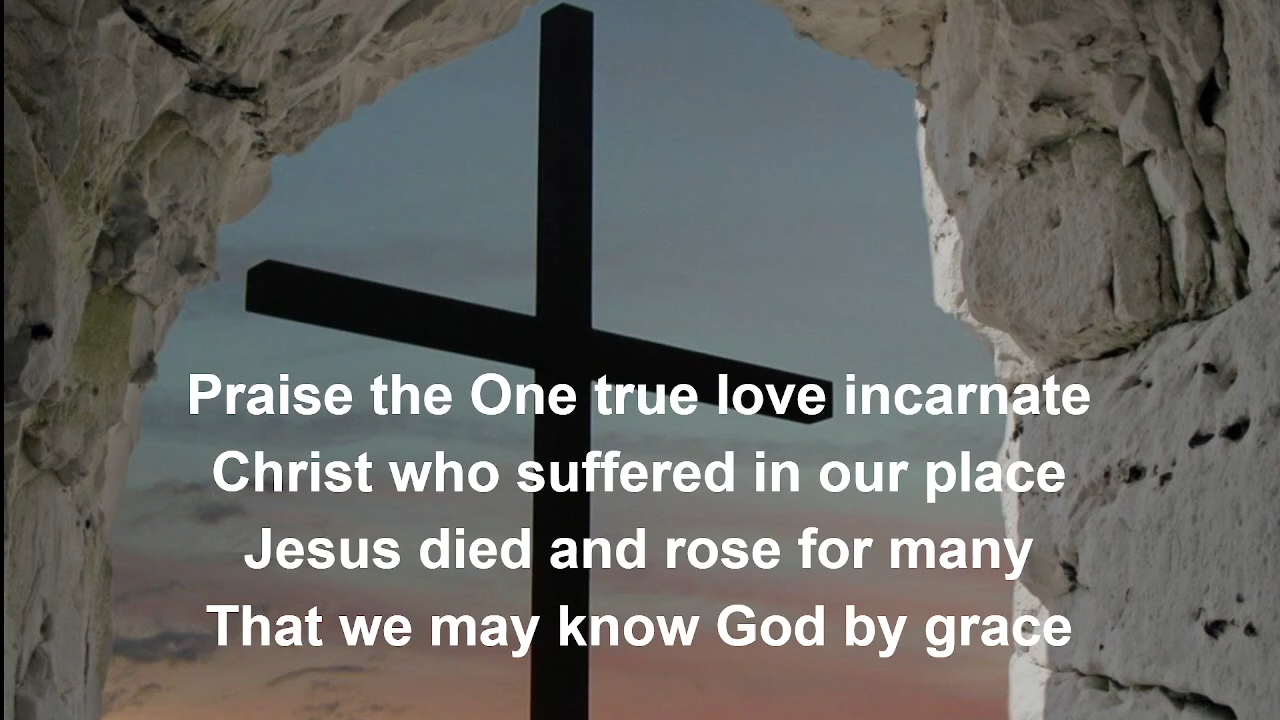 Praise the One true love incarnate
Christ who suffered in our place
Jesus died and rose for many
That we may know God by grace